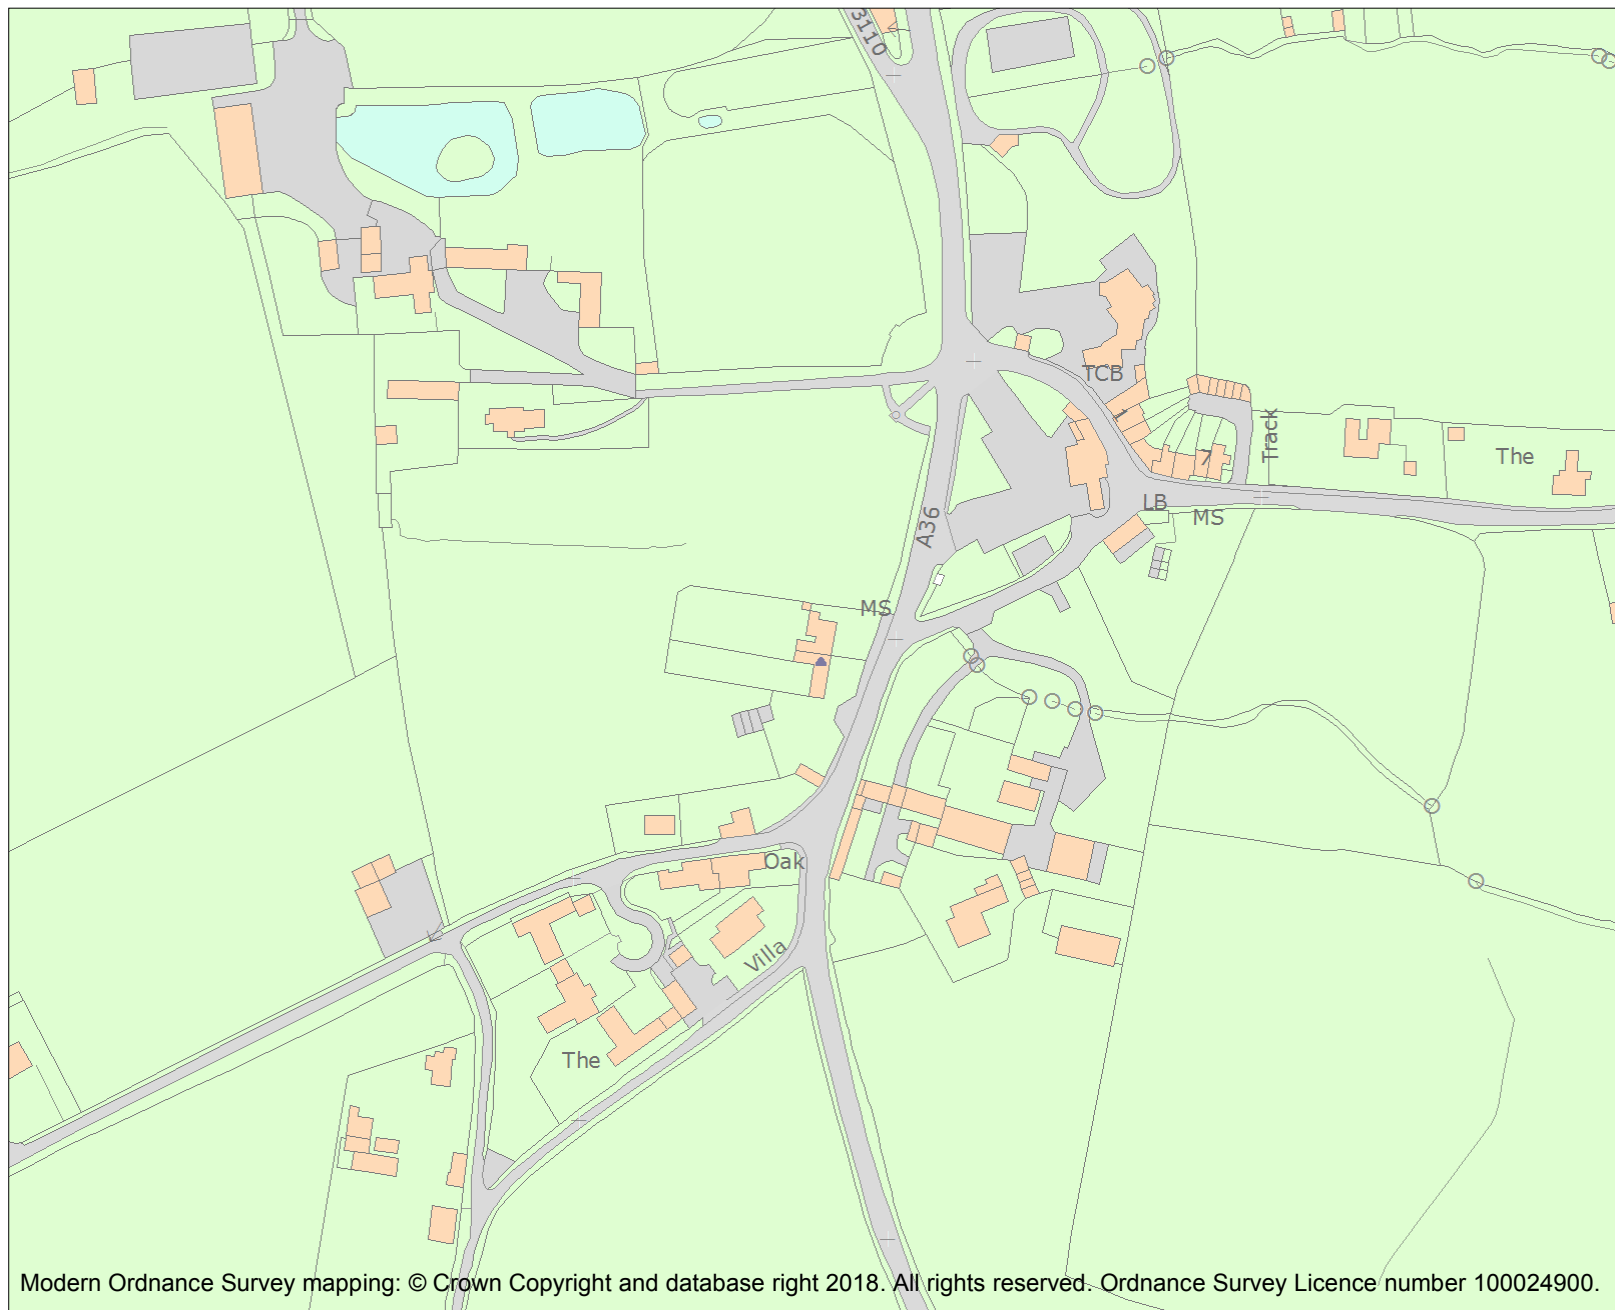 3110
TCB
1
7
Track
The
LB
MS
A36
MS
Oak
Villa
The
Modern Ordnance Survey mapping: © Crown Copyright and database right 2018. All rights reserved. Ordnance Survey Licence number 100024900.